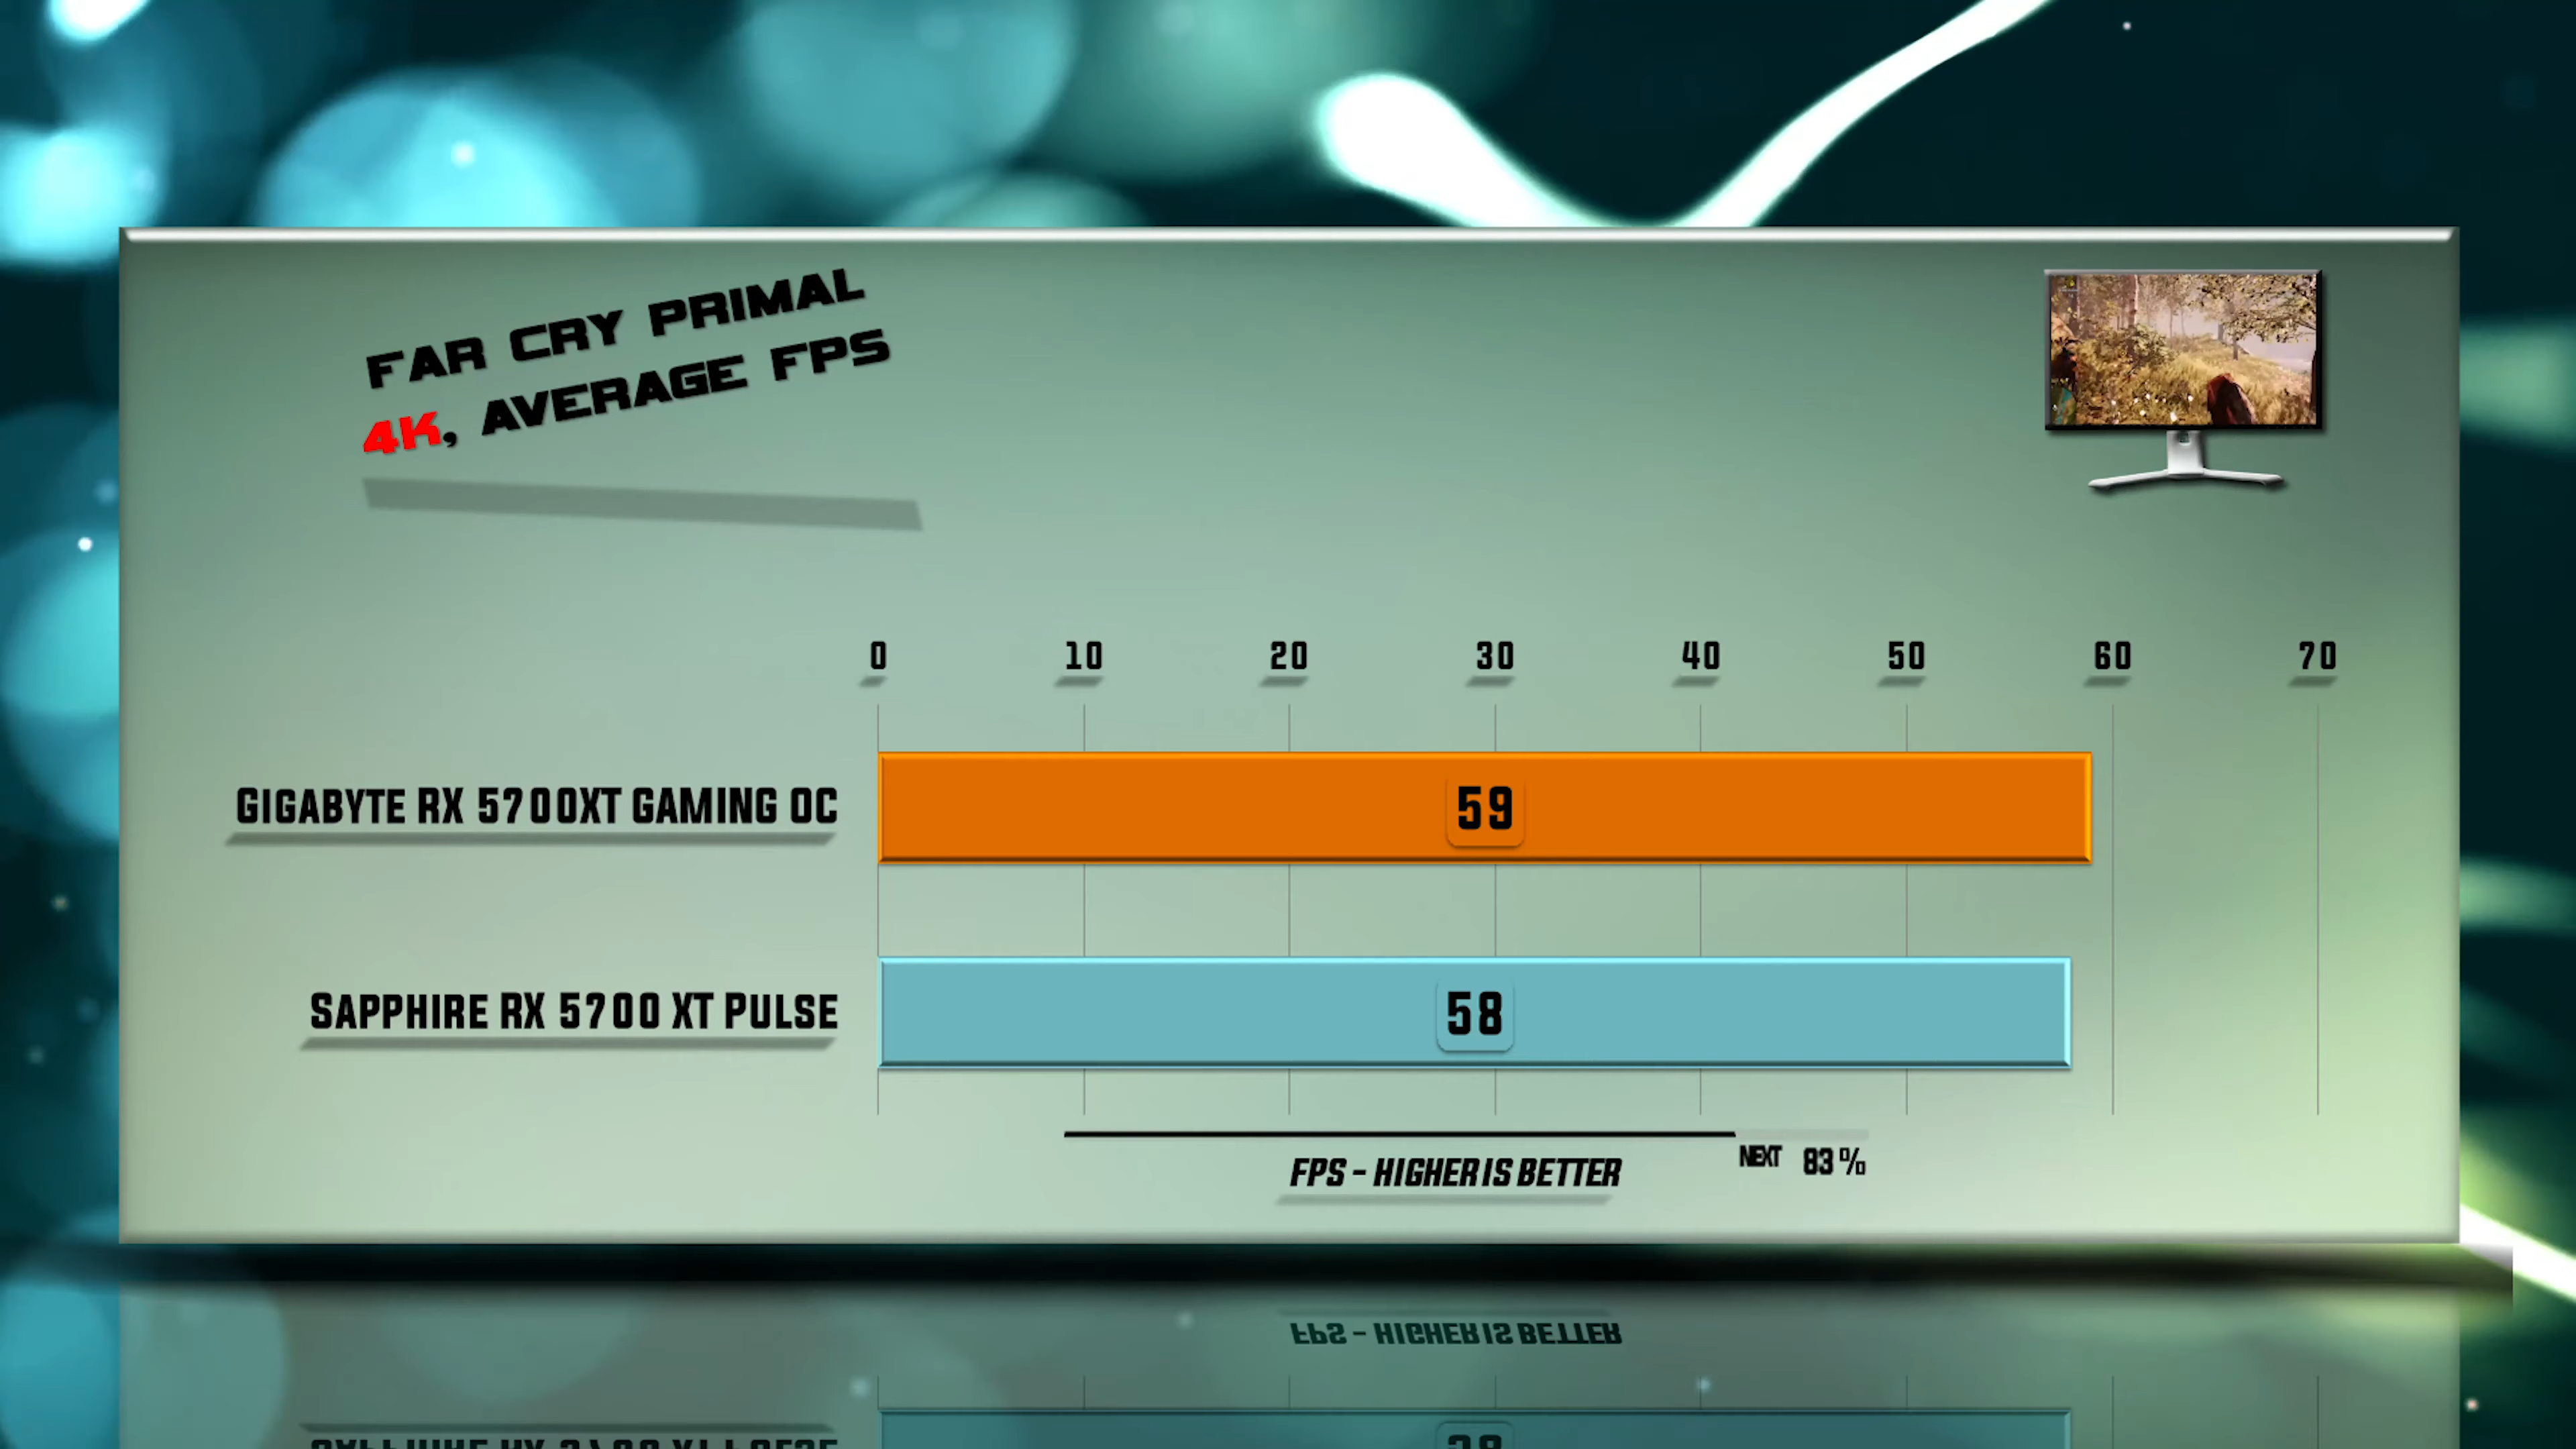 FAR CRY PRIMAL
4K, AVERAGE FPS
0 10 20 30 40 50 60 70
GIGABYTE RX 5700XT GAMING OC 59
SAPPHIRE RX 5700 XT PULSE 58
NEXT 83%
FPS - HIGHER IS BETTER